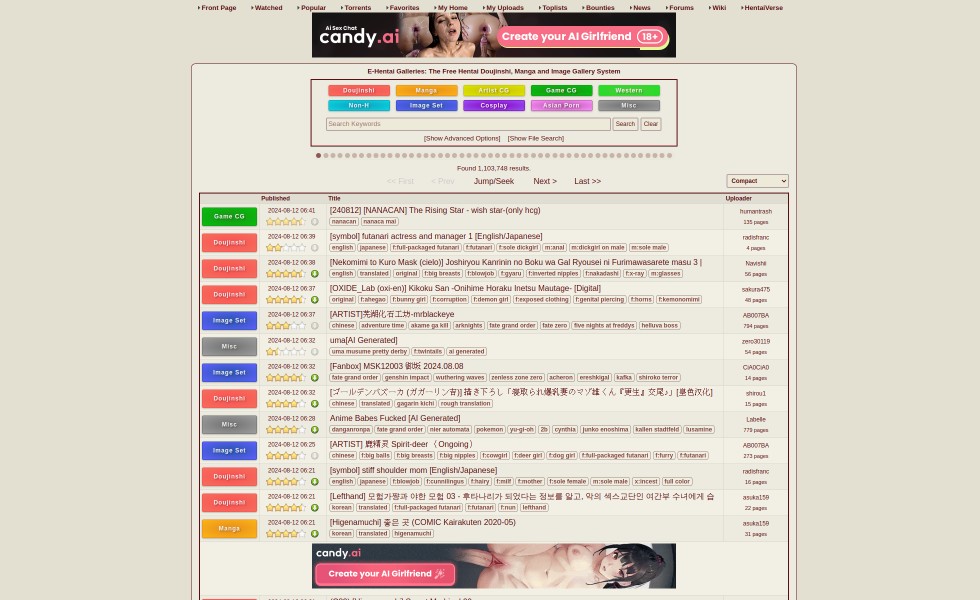 Front Page Watched Popular Torrents Favorites My Home My Uploads Toplists Bounties News Forums Wiki HentaiVerse
AI Sex Chat
candy.ai
Create your AI Girlfriend 18+
E-Hentai Galleries: The Free Hentai Doujinshi, Manga and Image Gallery System
Doujinshi Manga Artist CG Game CG Western
Non-H Image Set Cosplay Asian Porn Misc
Search Keywords Search Clear
[Show Advanced Options] [Show File Search]
Found 1,103,748 results.
<< First < Prev Jump/Seek Next > Last >> Compact
Published Title Uploader
Game CG 2024-08-12 06:41 [240812] [NANACAN] The Rising Star - wish star-(only hcg) humantrash
nanacan nanaca mai 135 pages
Doujinshi 2024-08-12 06:39 [symbol] futanari actress and manager 1 [English/Japanese] radisfranc
english japanese f:full-packaged futanari f:futanari f:sole dickgirl m:anal m:dickgirl on male m:sole male 4 pages
Doujinshi 2024-08-12 06:38 [Nekomimi to Kuro Mask (cielo)] Joshiryou Kanrinin no Boku wa Gal Ryousei ni Furimawasarete masu 3 | Navishii
english translated original f:big breasts f:blowjob f:gyaru f:inverted nipples f:nakadashi f:x-ray m:glasses 56 pages
Doujinshi 2024-08-12 06:37 [OXIDE_Lab (oxi-en)] Kikoku San -Onihime Horaku Inetsu Mautage- [Digital] sakura475
original f:ahegao f:bunny girl f:corruption f:demon girl f:exposed clothing f:genital piercing f:horns f:kemonomimi 48 pages
Image Set 2024-08-12 06:37 [ARTIST]芜湖化石工坊-mrblackeye AB007BA
chinese adventure time akame ga kill arknights fate grand order fate zero five nights at freddys helluva boss 794 pages
Misc 2024-08-12 06:32 uma[AI Generated] zero30119
uma musume pretty derby f:twintails ai generated 54 pages
Image Set 2024-08-12 06:32 [Fanbox] MSK12003 御坂 2024.08.08 CIAOCIAO
fate grand order genshin impact wuthering waves zenless zone zero acheron ereshkigal kafka shiroko terror 14 pages
Doujinshi 2024-08-12 06:32 [ゴールデンバズーカ (ガガーリン吉)] 描き下ろし「寝取られ爆乳妻のマゾ雄くん『更生』交尾♪」[墨色汉化] shirou1
chinese translated gagarin kichi rough translation 15 pages
Misc 2024-08-12 06:28 Anime Babes Fucked [AI Generated] Labelle
danganronpa fate grand order nier automata pokemon yu-gi-oh 2b cynthia junko enoshima kallen stadtfeld lusamine 779 pages
Image Set 2024-08-12 06:25 [ARTIST] 鹿精灵 Spirit-deer （Ongoing） AB007BA
chinese f:big balls f:big breasts f:big nipples f:cowgirl f:deer girl f:dog girl f:full-packaged futanari f:furry f:futanari 273 pages
Doujinshi 2024-08-12 06:21 [symbol] stiff shoulder mom [English/Japanese] radisfranc
english japanese f:blowjob f:cunnilingus f:hairy f:milf f:mother f:sole female m:sole male x:incest full color 16 pages
Doujinshi 2024-08-12 06:21 [Lefthand] 모험가랑과 야한 모험 03 - 후타나리가 되었다는 정보를 알고, 악의 섹스교단인 여간부 수녀에게 습 asuka159
korean translated f:full-packaged futanari f:futanari f:nun lefthand 22 pages
Manga 2024-08-12 06:21 [Higenamuchi] 좋은 곳 (COMIC Kairakuten 2020-05) asuka159
korean translated higenamuchi 31 pages
candy.ai
Create your AI Girlfriend